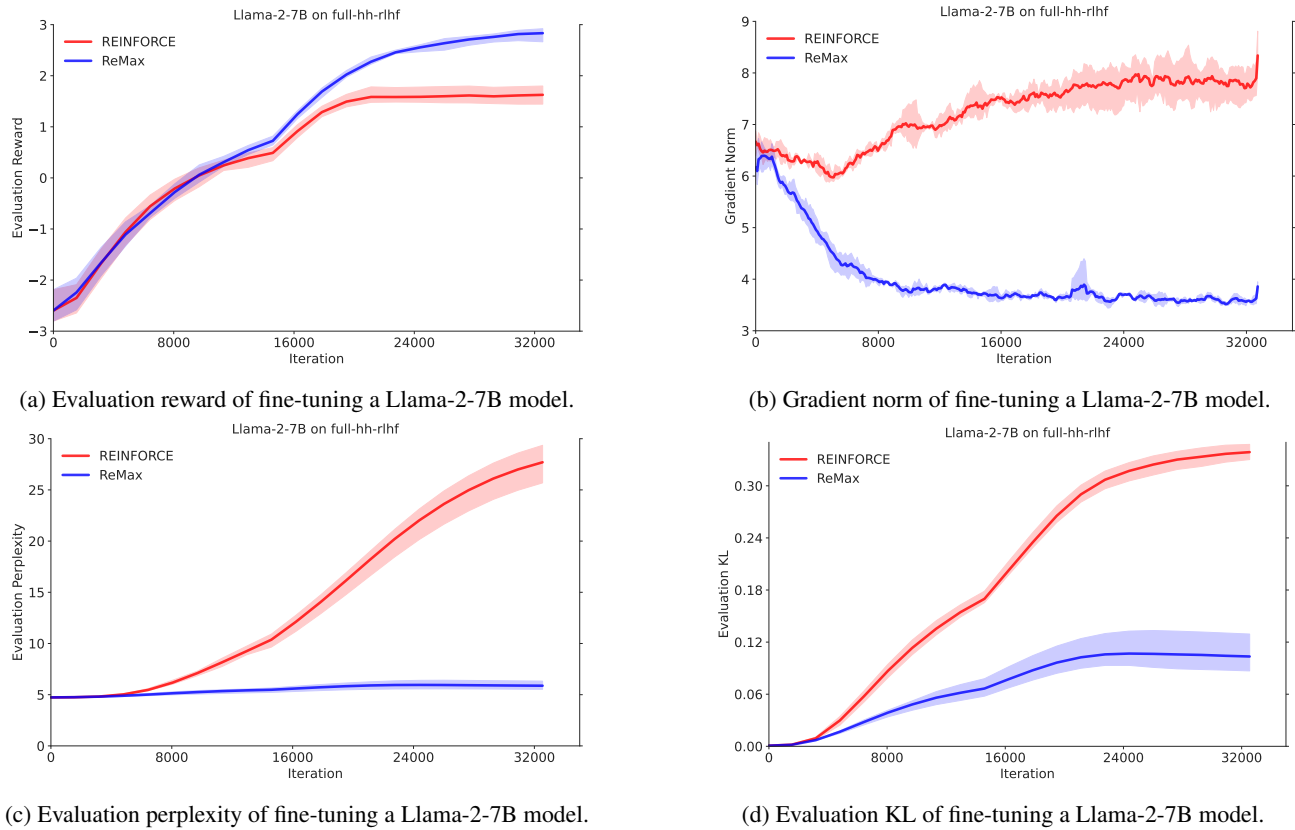 Llama-2-7B on full-hh-rlhf
3
2
1
0
−1
−2
−3
Evaluation Reward
REINFORCE
ReMax
0 8000 16000 24000 32000
Iteration
(a) Evaluation reward of fine-tuning a Llama-2-7B model.
Llama-2-7B on full-hh-rlhf
9
8
7
6
5
4
3
Gradient Norm
REINFORCE
ReMax
0 8000 16000 24000 32000
Iteration
(b) Gradient norm of fine-tuning a Llama-2-7B model.
Llama-2-7B on full-hh-rlhf
30
25
20
15
10
5
0
Evaluation Perplexity
REINFORCE
ReMax
0 8000 16000 24000 32000
Iteration
(c) Evaluation perplexity of fine-tuning a Llama-2-7B model.
Llama-2-7B on full-hh-rlhf
0.30
0.24
0.18
0.12
0.06
0.00
Evaluation KL
REINFORCE
ReMax
0 8000 16000 24000 32000
Iteration
(d) Evaluation KL of fine-tuning a Llama-2-7B model.